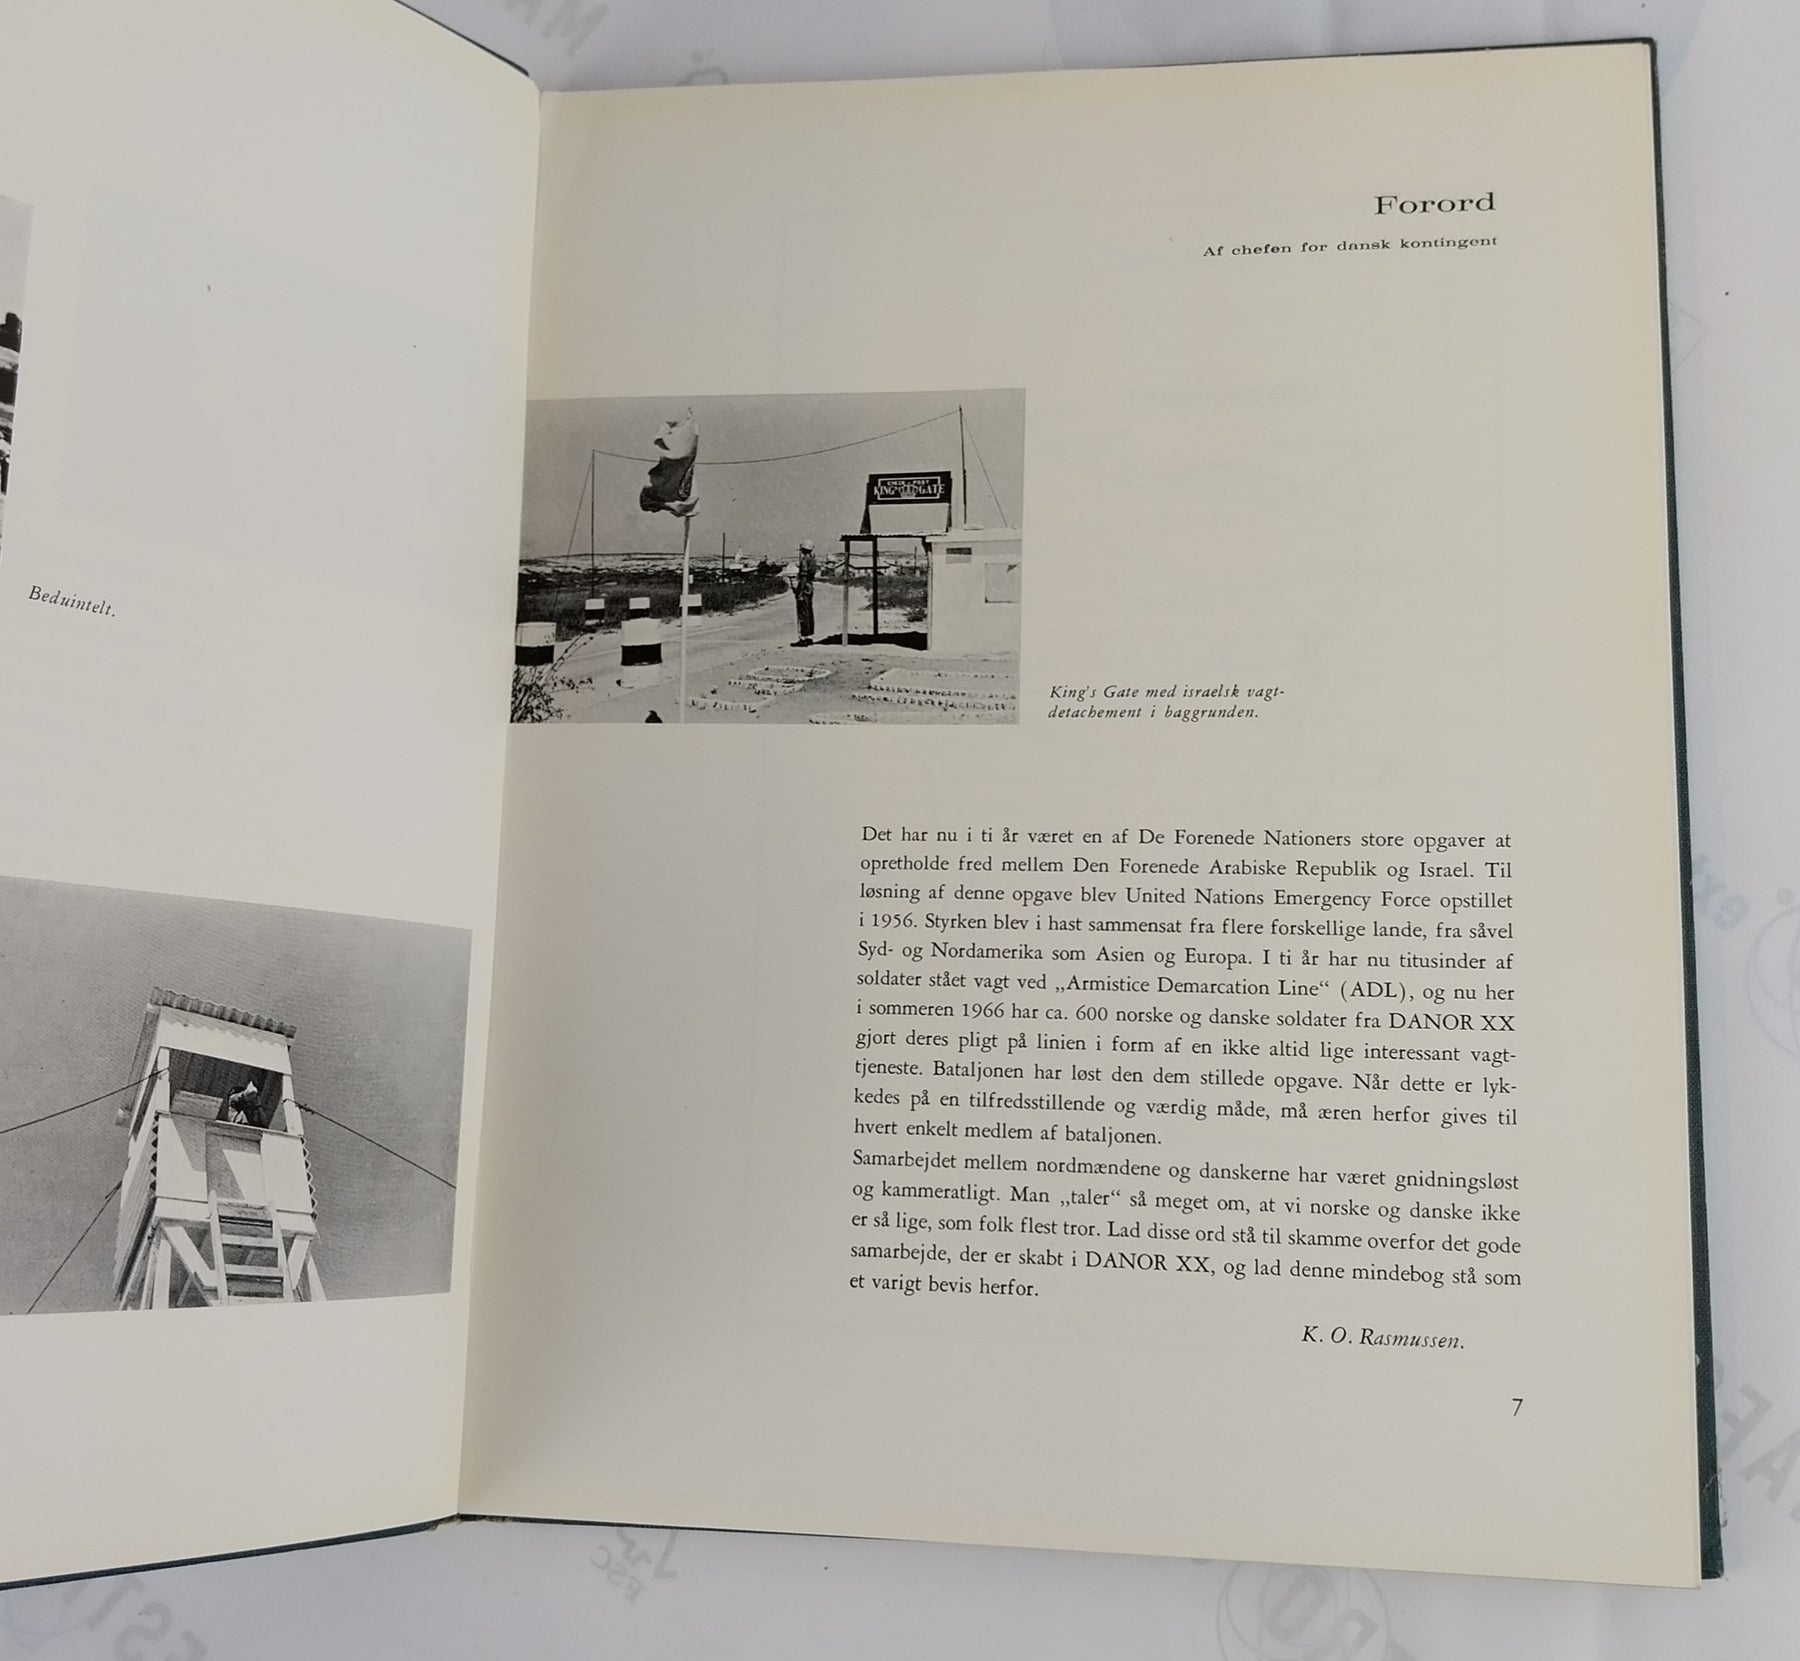 Beduintelt.
Forord
Af chefen for dansk kontingent
KING'S GATE
King's Gate med israelsk vagt-
detachement i baggrunden.
Det har nu i ti år været en af De Forenede Nationers store opgaver at
opretholde fred mellem Den Forenede Arabiske Republik og Israel. Til
løsning af denne opgave blev United Nations Emergency Force opstillet
i 1956. Styrken blev i hast sammensat fra flere forskellige lande, fra såvel
Syd- og Nordamerika som Asien og Europa. I ti år har nu titusinder af
soldater stået vagt ved „Armistice Demarcation Line“ (ADL), og nu her
i sommeren 1966 har ca. 600 norske og danske soldater fra DANOR XX
gjort deres pligt på linien i form af en ikke altid lige interessant vagt-
tjeneste. Bataljonen har løst den dem stillede opgave. Når dette er lyk-
kedes på en tilfredsstillende og værdig måde, må æren herfor gives til
hvert enkelt medlem af bataljonen.
Samarbejdet mellem nordmændene og danskerne har været gnidningsløst
og kammeratligt. Man „taler“ så meget om, at vi norske og danske ikke
er så lige, som folk flest tror. Lad disse ord stå til skamme overfor det gode
samarbejde, der er skabt i DANOR XX, og lad denne mindebog stå som
et varigt bevis herfor.
K. O. Rasmussen.
7